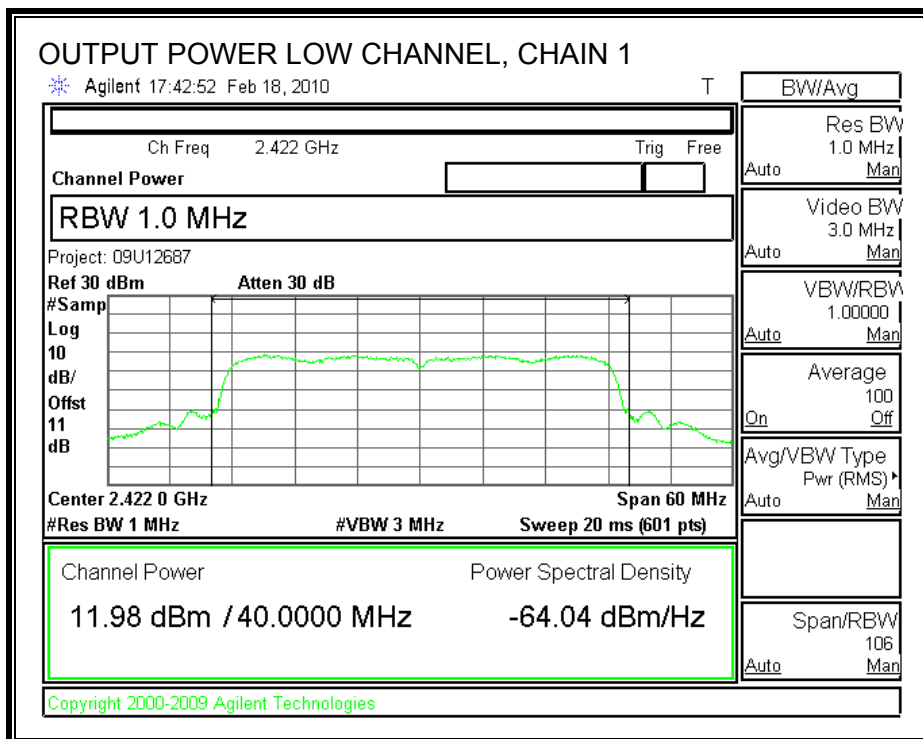 OUTPUT POWER LOW CHANNEL, CHAIN 1
Agilent 17:42:52 Feb 18, 2010 T
Ch Freq 2.422 GHz Trig Free
Channel Power
RBW 1.0 MHz
Project: 09U12687
Ref 30 dBm Atten 30 dB
#Samp
Log
10
dB/
Offst
11
dB
Center 2.422 0 GHz Span 60 MHz
#Res BW 1 MHz #VBW 3 MHz Sweep 20 ms (601 pts)
Channel Power Power Spectral Density
11.98 dBm / 40.0000 MHz -64.04 dBm/Hz
Copyright 2000-2009 Agilent Technologies
BW/Avg
Res BW
1.0 MHz
Auto Man
Video BW
3.0 MHz
Auto Man
VBW/RBW
1.00000
Auto Man
Average
100
On Off
Avg/VBW Type
Pwr (RMS)
Auto Man
Span/RBW
106
Auto Man